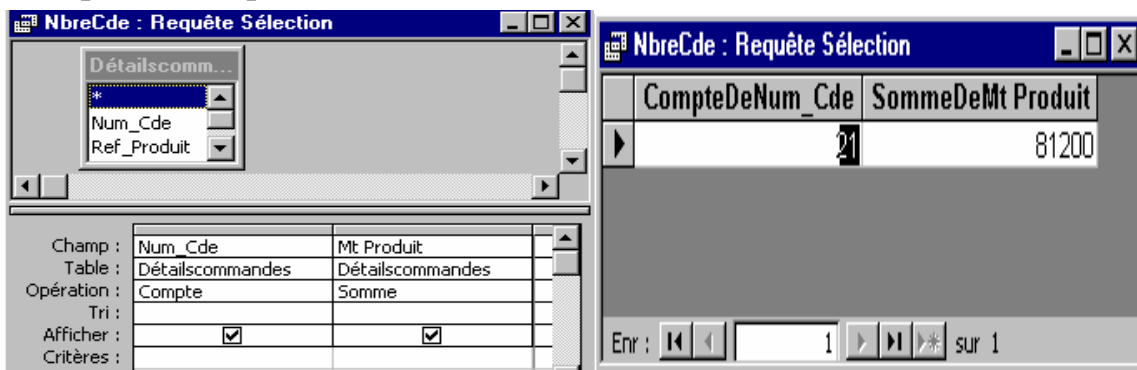 NbreCde : Requête Sélection
Détailscomm...
*
Num_Cde
Ref_Produit
Champ : Num_Cde Mt Produit
Table : Détailscommandes Détailscommandes
Opération : Compte Somme
Tri :
Afficher :
Critères :
NbreCde : Requête Sélection
CompteDeNum_Cde SommeDeMt Produit
21 81200
Enr : 1 sur 1